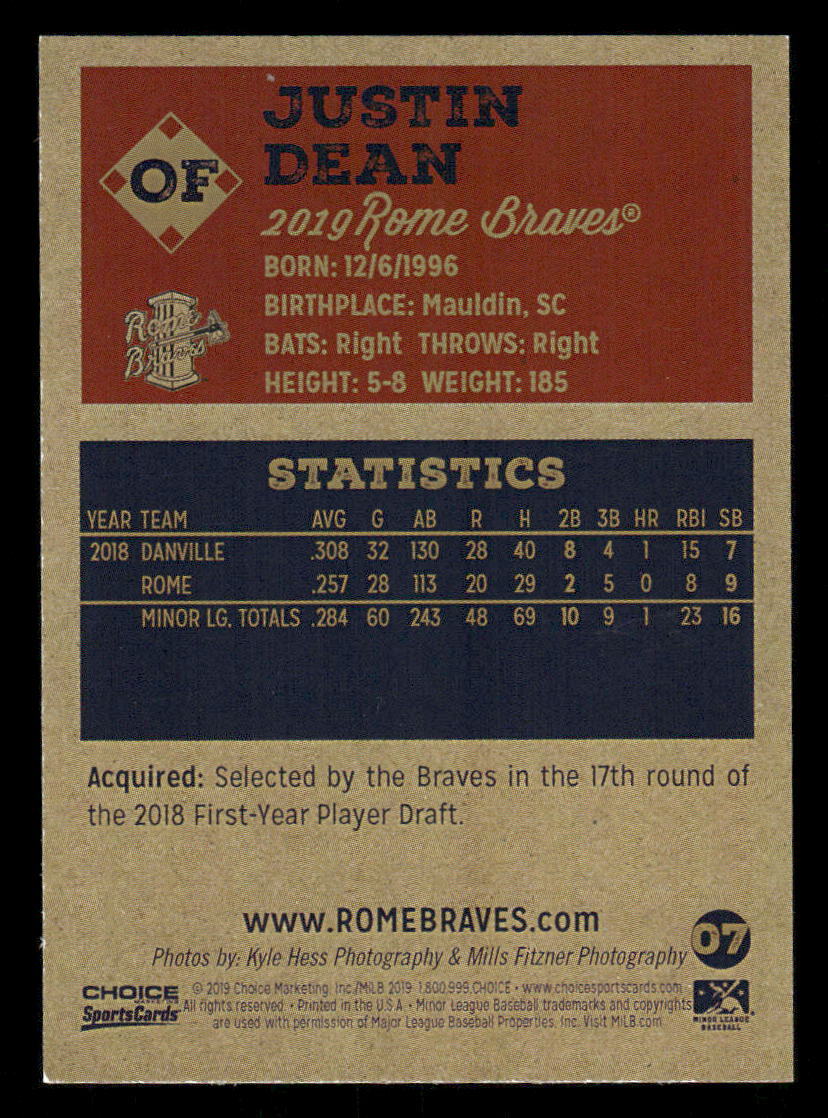 JUSTIN
DEAN
OF
2019 Rome Braves®
BORN: 12/6/1996
Rome
Braves
BIRTHPLACE: Mauldin, SC
BATS: Right THROWS: Right
HEIGHT: 5-8 WEIGHT: 185
STATISTICS
YEAR TEAM AVG G AB R H 2B 3B HR RBI SB
2018 DANVILLE .308 32 130 28 40 8 4 1 15 7
ROME .257 28 113 20 29 2 5 0 8 9
MINOR LG. TOTALS .284 60 243 48 69 10 9 1 23 16
Acquired: Selected by the Braves in the 17th round of
the 2018 First-Year Player Draft.
www.ROMEBRAVES.com
07
Photos by: Kyle Hess Photography & Mills Fitzner Photography
CHOICE
MARKETING
SportsCards
© 2019 Choice Marketing, Inc./MiLB 2019 1.800.999.CHOICE • www.choicesportscards.com
All rights reserved. • Printed in the U.S.A. • Minor League Baseball trademarks and copyrights
are used with permission of Major League Baseball Properties, Inc. Visit MiLB.com
MINOR LEAGUE
BASEBALL